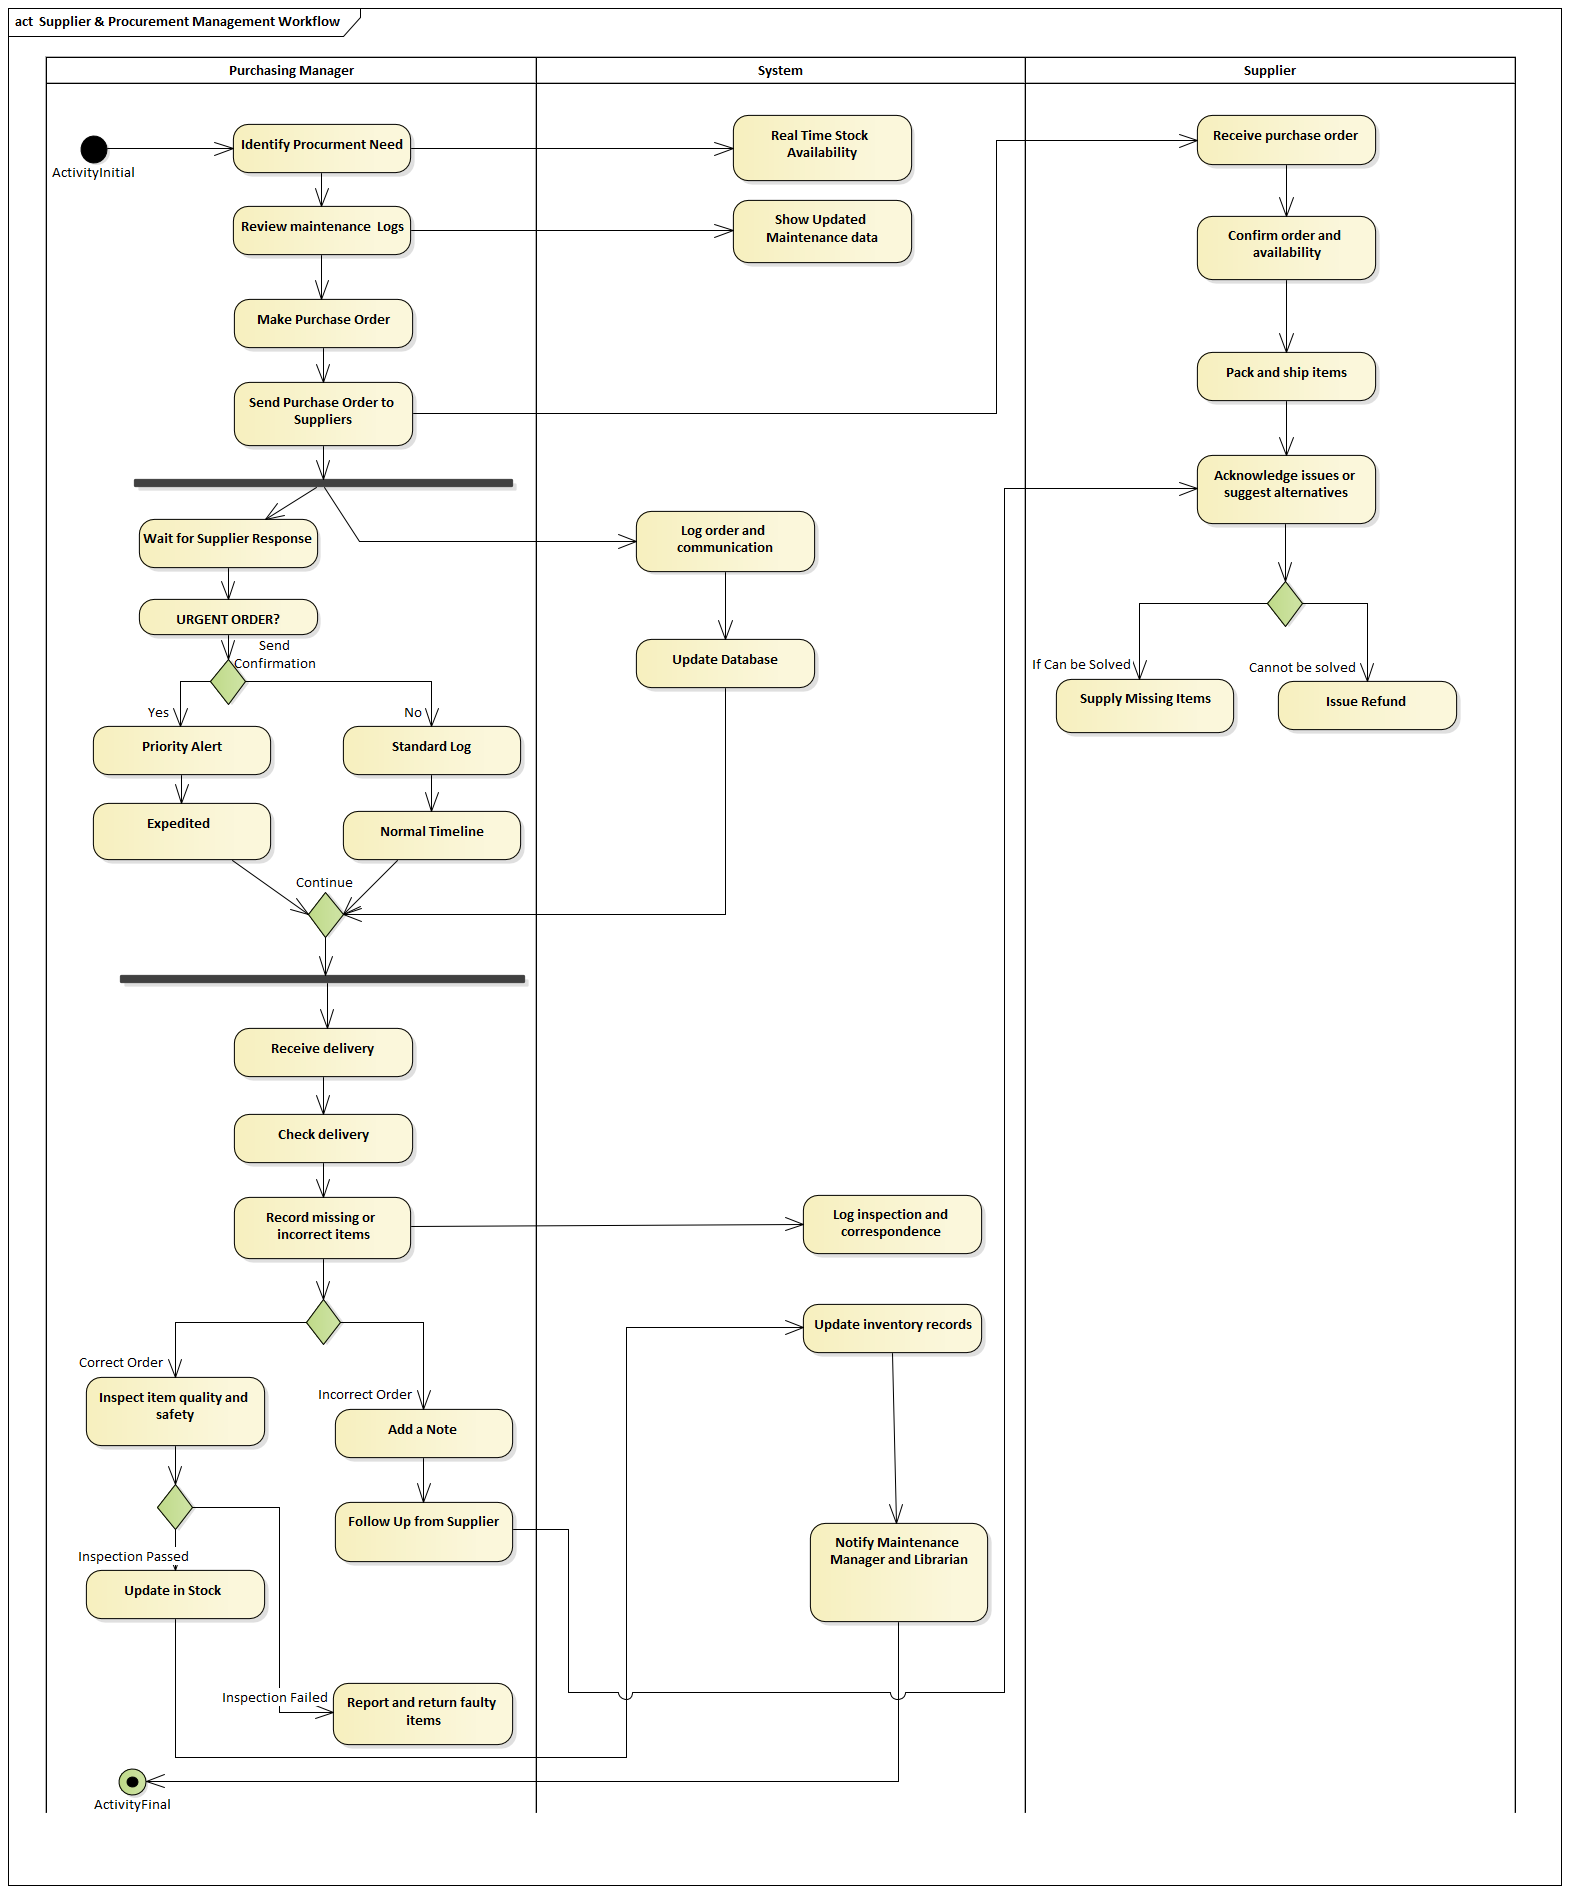 act Supplier & Procurement Management Workflow
Purchasing Manager
System
Supplier
ActivityInitial
Identify Procurment Need
Real Time Stock
Availability
Receive purchase order
Review maintenance  Logs
Show Updated
Maintenance data
Confirm order and
availability
Make Purchase Order
Pack and ship items
Send Purchase Order to
Suppliers
Acknowledge issues or
suggest alternatives
Wait for Supplier Response
Log order and
communication
URGENT ORDER?
Send
Confirmation
Update Database
If Can be Solved
Cannot be solved
Supply Missing Items
Issue Refund
Yes
No
Priority Alert
Standard Log
Expedited
Normal Timeline
Continue
Receive delivery
Check delivery
Record missing or
incorrect items
Log inspection and
correspondence
Update inventory records
Correct Order
Incorrect Order
Inspect item quality and
safety
Add a Note
Follow Up from Supplier
Notify Maintenance
Manager and Librarian
Inspection Passed
Update in Stock
Inspection Failed
Report and return faulty
items
ActivityFinal